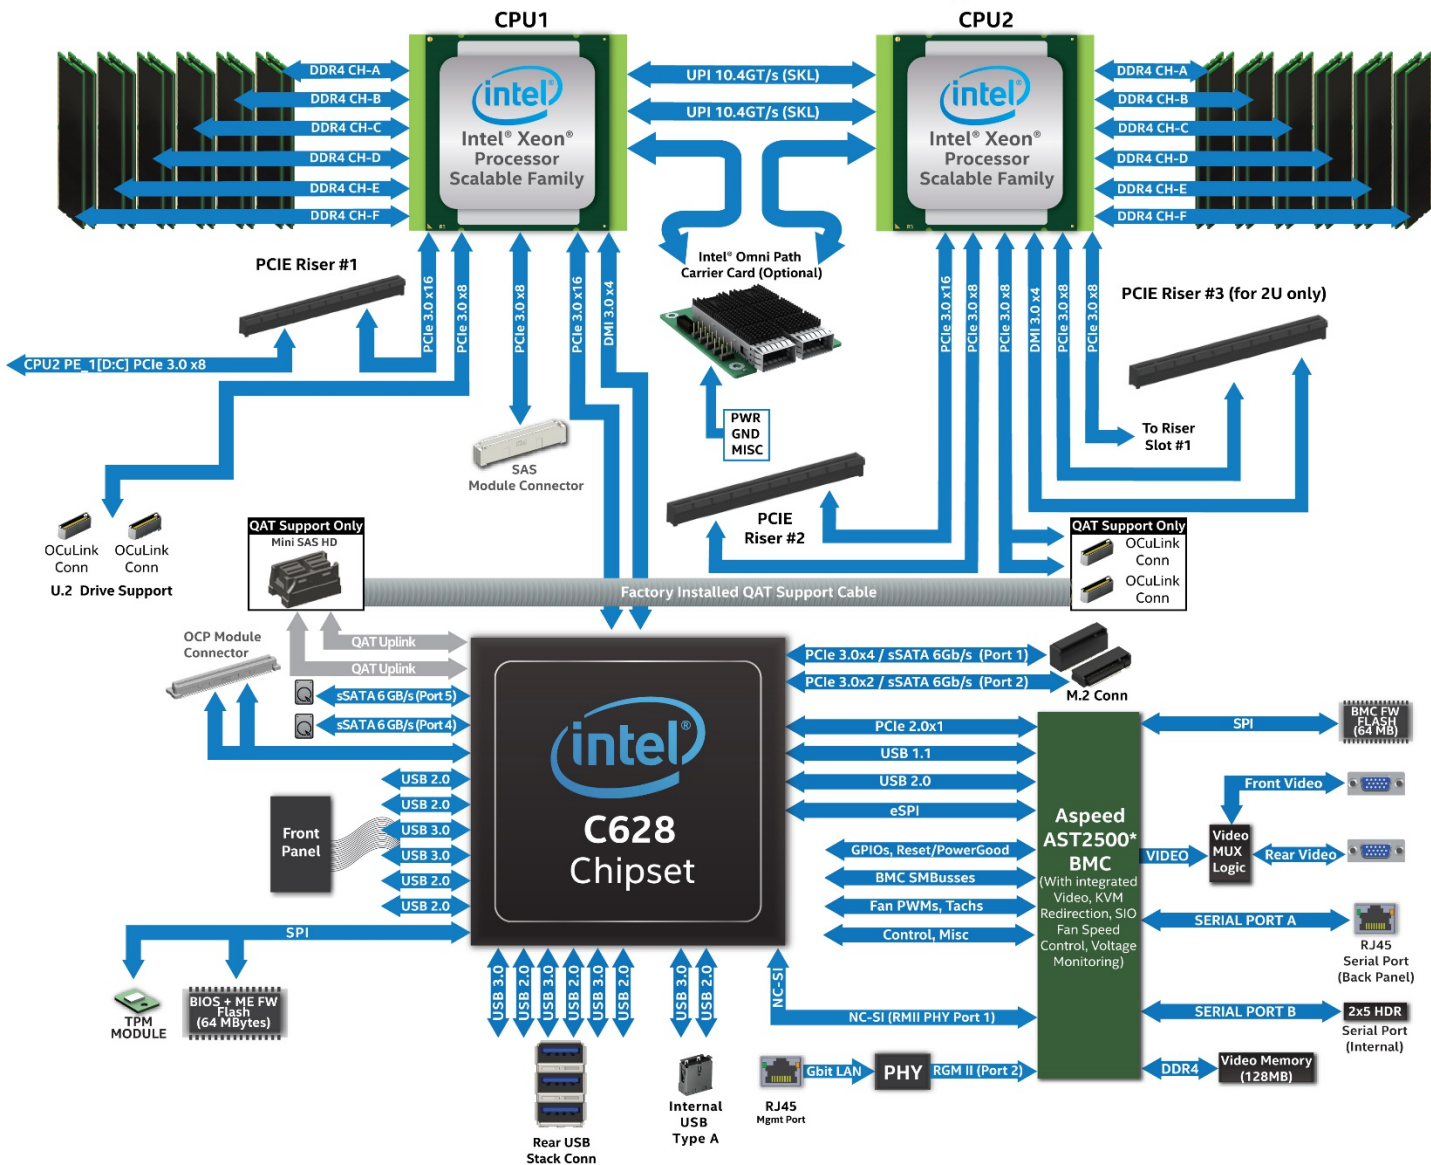 CPU1
CPU2
DDR4 CH-A
DDR4 CH-B
DDR4 CH-C
DDR4 CH-D
DDR4 CH-E
DDR4 CH-F
intel®
Intel® Xeon®
Processor
Scalable Family
UPI 10.4GT/s (SKL)
UPI 10.4GT/s (SKL)
intel®
Intel® Xeon®
Processor
Scalable Family
DDR4 CH-A
DDR4 CH-B
DDR4 CH-C
DDR4 CH-D
DDR4 CH-E
DDR4 CH-F
PCIE Riser #1
CPU2 PE_1[D:C] PCIe 3.0 x8
PCIe 3.0 x16
PCIe 3.0 x8
PCIe 3.0 x8
PCIe 3.0 x16
DMI 3.0 x4
Intel® Omni Path
Carrier Card (Optional)
PCIe 3.0 x16
PCIe 3.0 x8
PCIe 3.0 x8
DMI 3.0 x4
PCIe 3.0 x8
PCIe 3.0 x8
PCIE Riser #3 (for 2U only)
PWR
GND
MISC
To Riser
Slot #1
SAS
Module Connector
PCIE
Riser #2
OCuLink
Conn
OCuLink
Conn
U.2 Drive Support
QAT Support Only
Mini SAS HD
Factory Installed QAT Support Cable
QAT Support Only
OCuLink
Conn
OCuLink
Conn
OCP Module
Connector
QAT Uplink
QAT Uplink
sSATA 6 GB/s (Port 5)
sSATA 6 GB/s (Port 4)
PCIe 3.0x4 / sSATA 6Gb/s (Port 1)
PCIe 3.0x2 / sSATA 6Gb/s (Port 2)
M.2 Conn
intel®
C628
Chipset
USB 2.0
USB 2.0
USB 3.0
USB 3.0
USB 2.0
USB 2.0
Front
Panel
SPI
TPM
MODULE
BIOS + ME FW
Flash
(64 MBytes)
PCIe 2.0x1
USB 1.1
USB 2.0
eSPI
GPIOs, Reset/PowerGood
BMC SMBusses
Fan PWMs, Tachs
Control, Misc
Aspeed
AST2500*
BMC
(With integrated
Video, KVM
Redirection, SIO
Fan Speed
Control, Voltage
Monitoring)
SPI
BMC FW
FLASH
(64 MB)
Front Video
VIDEO
Video
MUX
Logic
Rear Video
SERIAL PORT A
RJ45
Serial Port
(Back Panel)
SERIAL PORT B
2x5 HDR
Serial Port
(Internal)
DDR4
Video Memory
(128MB)
USB 3.0
USB 2.0
USB 3.0
USB 2.0
USB 3.0
USB 2.0
USB 3.0
USB 2.0
NC-SI
NC-SI (RMII PHY Port 1)
Rear USB
Stack Conn
Internal
USB
Type A
RJ45
Mgmt Port
Gbit LAN
PHY
RGM II (Port 2)